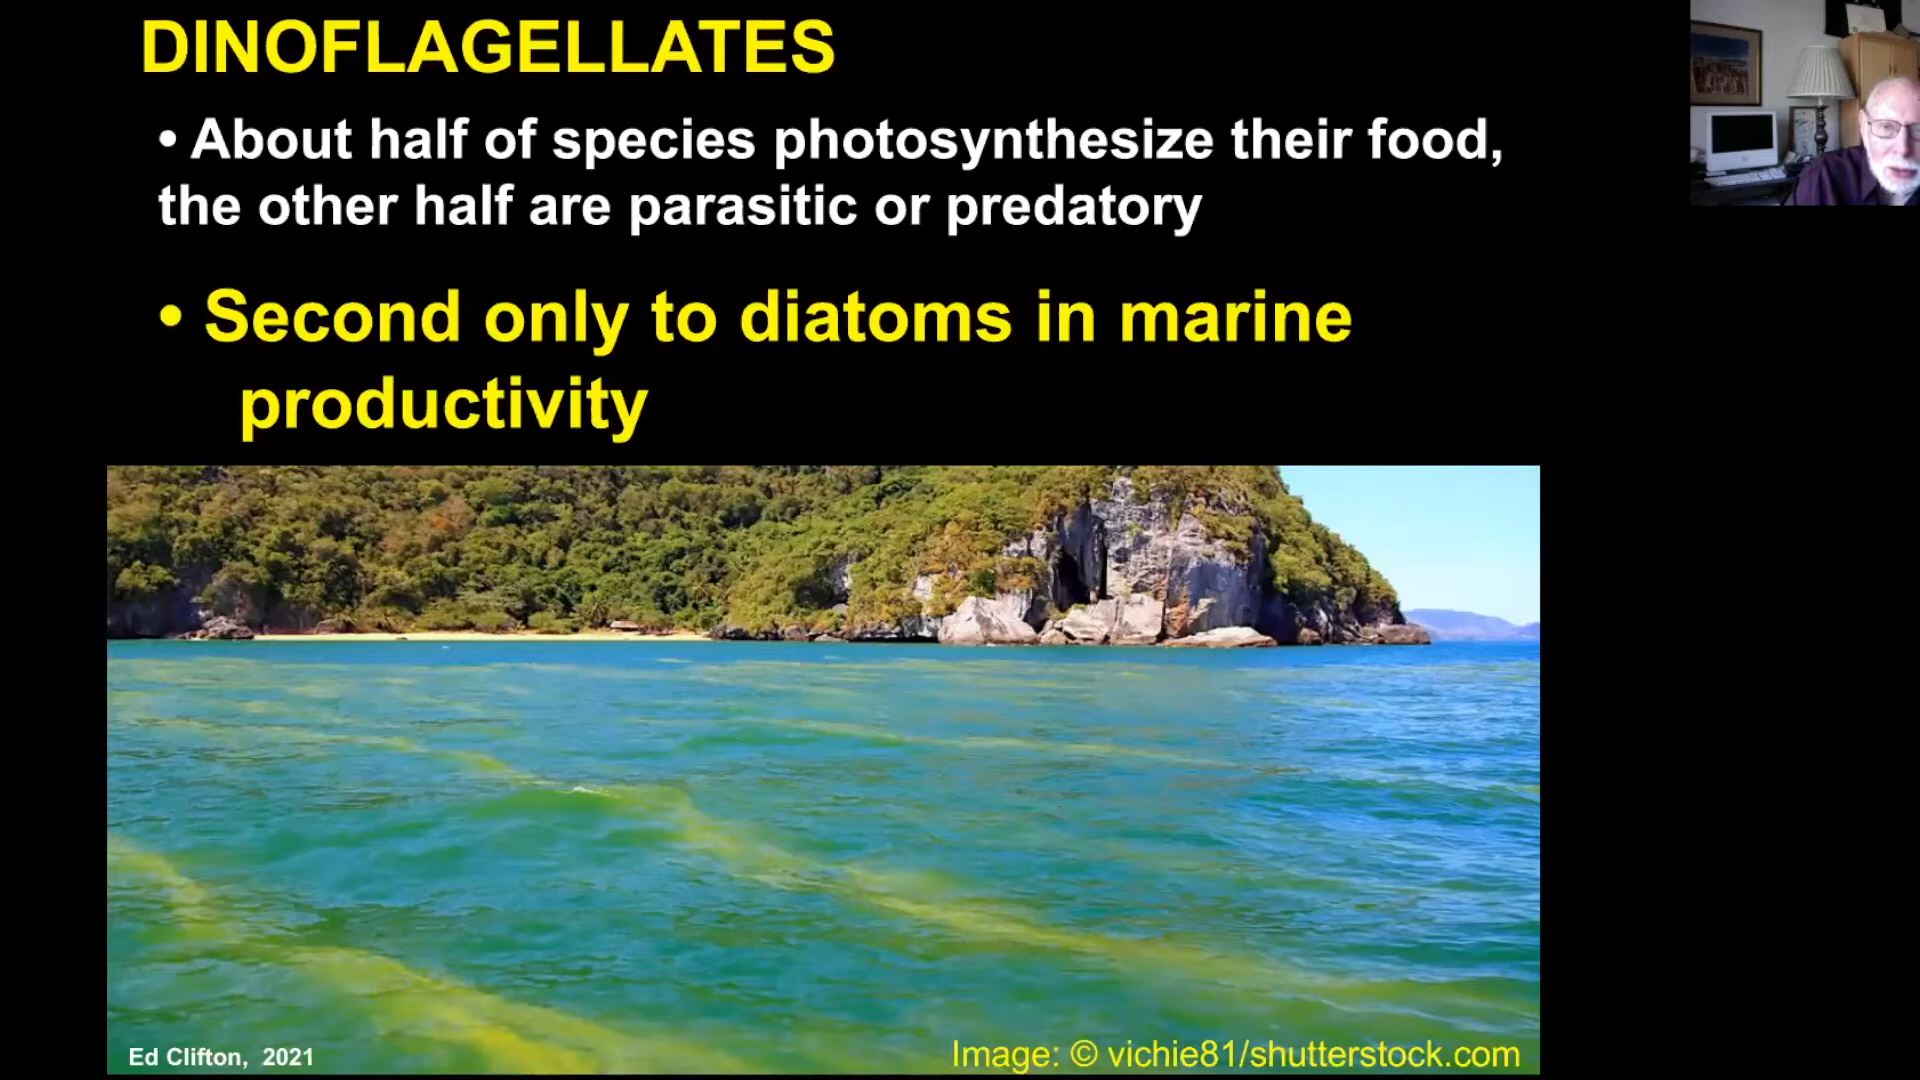 DINOFLAGELLATES
• About half of species photosynthesize their food,
the other half are parasitic or predatory
• Second only to diatoms in marine
productivity
Ed Clifton, 2021
Image: © vichie81/shutterstock.com